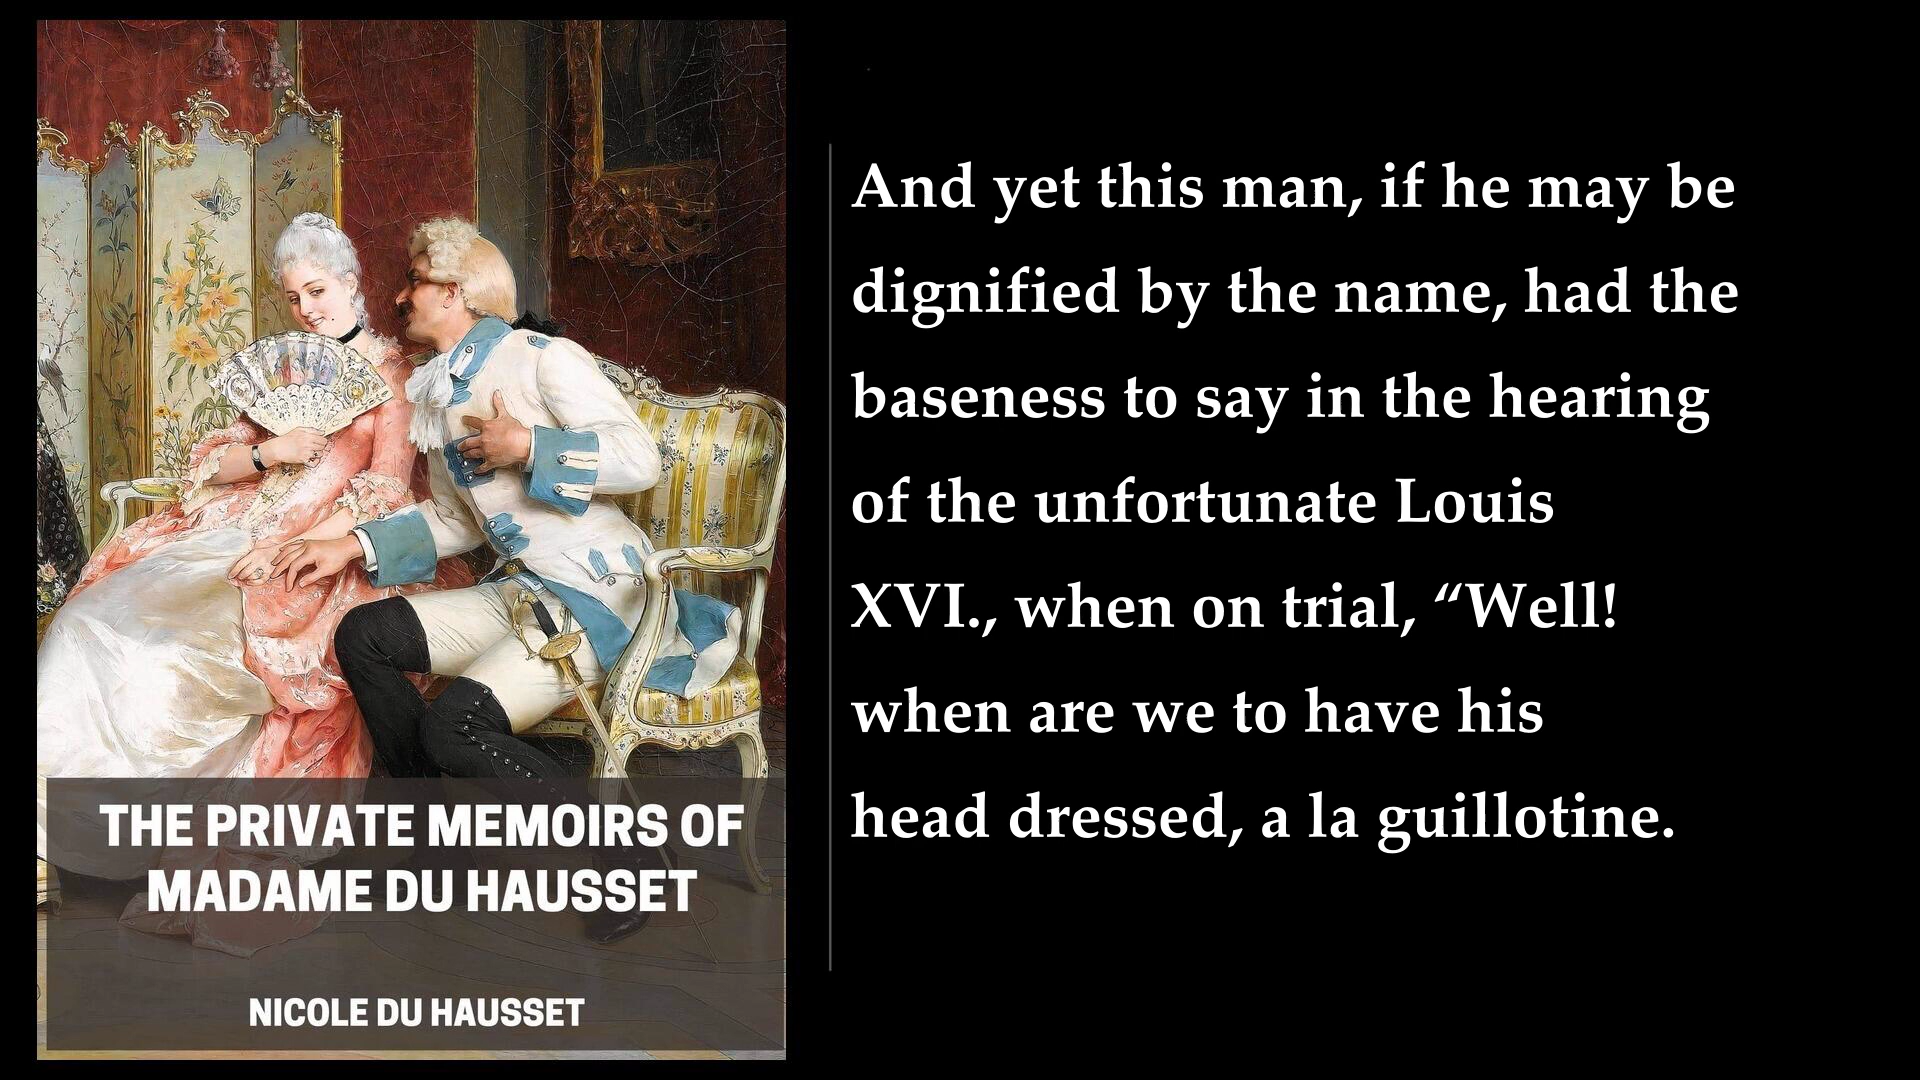 THE PRIVATE MEMOIRS OF
MADAME DU HAUSSET
NICOLE DU HAUSSET
And yet this man, if he may be
dignified by the name, had the
baseness to say in the hearing
of the unfortunate Louis
XVI., when on trial, “Well!
when are we to have his
head dressed, a la guillotine.